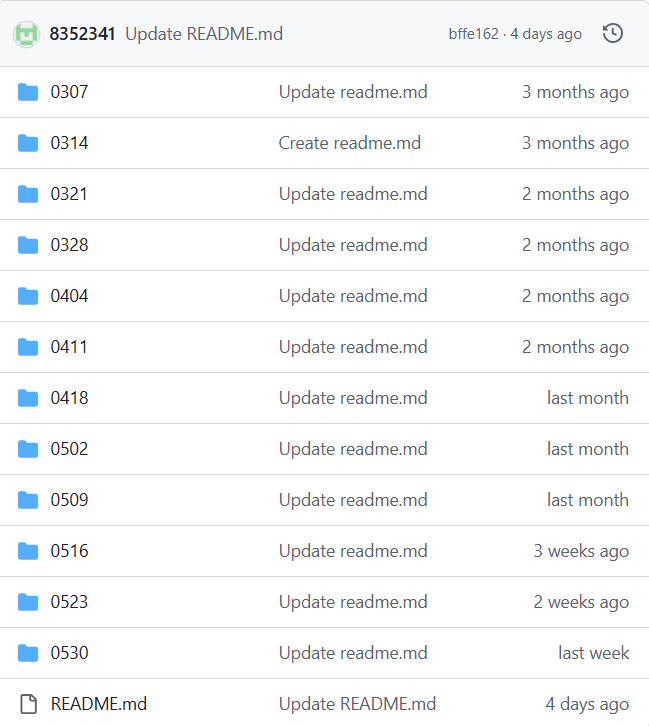 8352341 Update README.md bffe162 · 4 days ago
0307 Update readme.md 3 months ago
0314 Create readme.md 3 months ago
0321 Update readme.md 2 months ago
0328 Update readme.md 2 months ago
0404 Update readme.md 2 months ago
0411 Update readme.md 2 months ago
0418 Update readme.md last month
0502 Update readme.md last month
0509 Update readme.md last month
0516 Update readme.md 3 weeks ago
0523 Update readme.md 2 weeks ago
0530 Update readme.md last week
README.md Update README.md 4 days ago